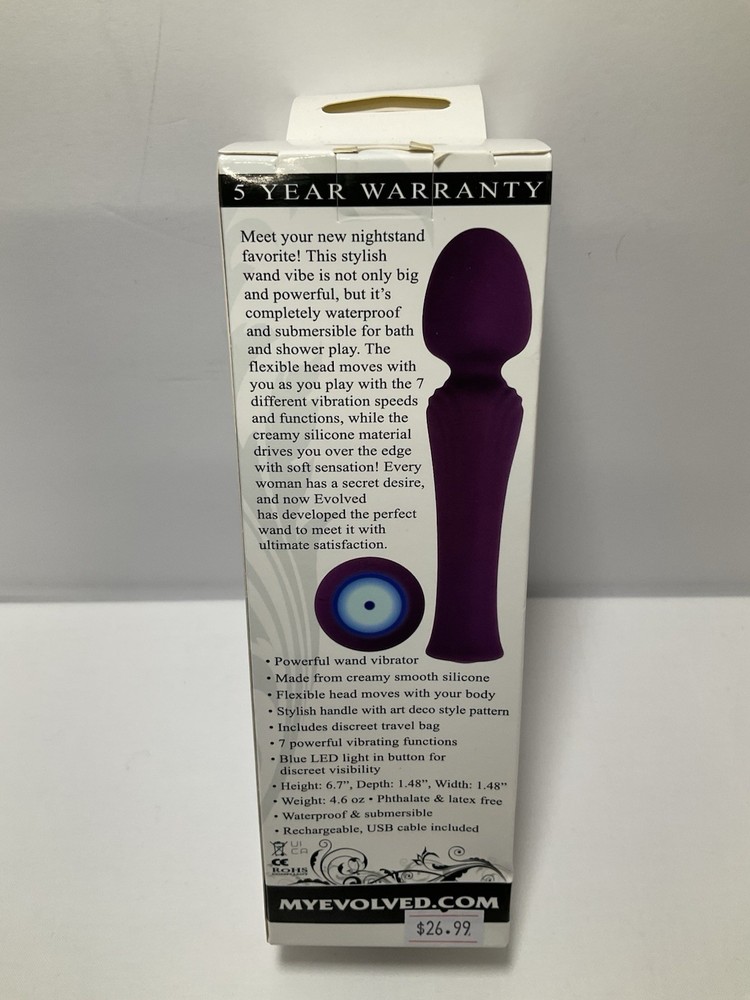 5 YEAR WARRANTY
Meet your new nightstand
favorite! This stylish
wand vibe is not only big
and powerful, but it's
completely waterproof
and submersible for bath
and shower play. The
flexible head moves with
you as you play with the 7
different vibration speeds
and functions, while the
creamy silicone material
drives you over the edge
with soft sensation! Every
woman has a secret desire,
and now Evolved
has developed the perfect
wand to meet it with
ultimate satisfaction.
• Powerful wand vibrator
• Made from creamy smooth silicone
• Flexible head moves with your body
• Stylish handle with art deco style pattern
• Includes discreet travel bag
• 7 powerful vibrating functions
• Blue LED light in button for
discreet visibility
• Height: 6.7”, Depth: 1.48”, Width: 1.48”
• Weight: 4.6 oz • Phthalate & latex free
• Waterproof & submersible
• Rechargeable, USB cable included
UK
CA
CE
RoHS
MYEVOLVED.COM
$26.99